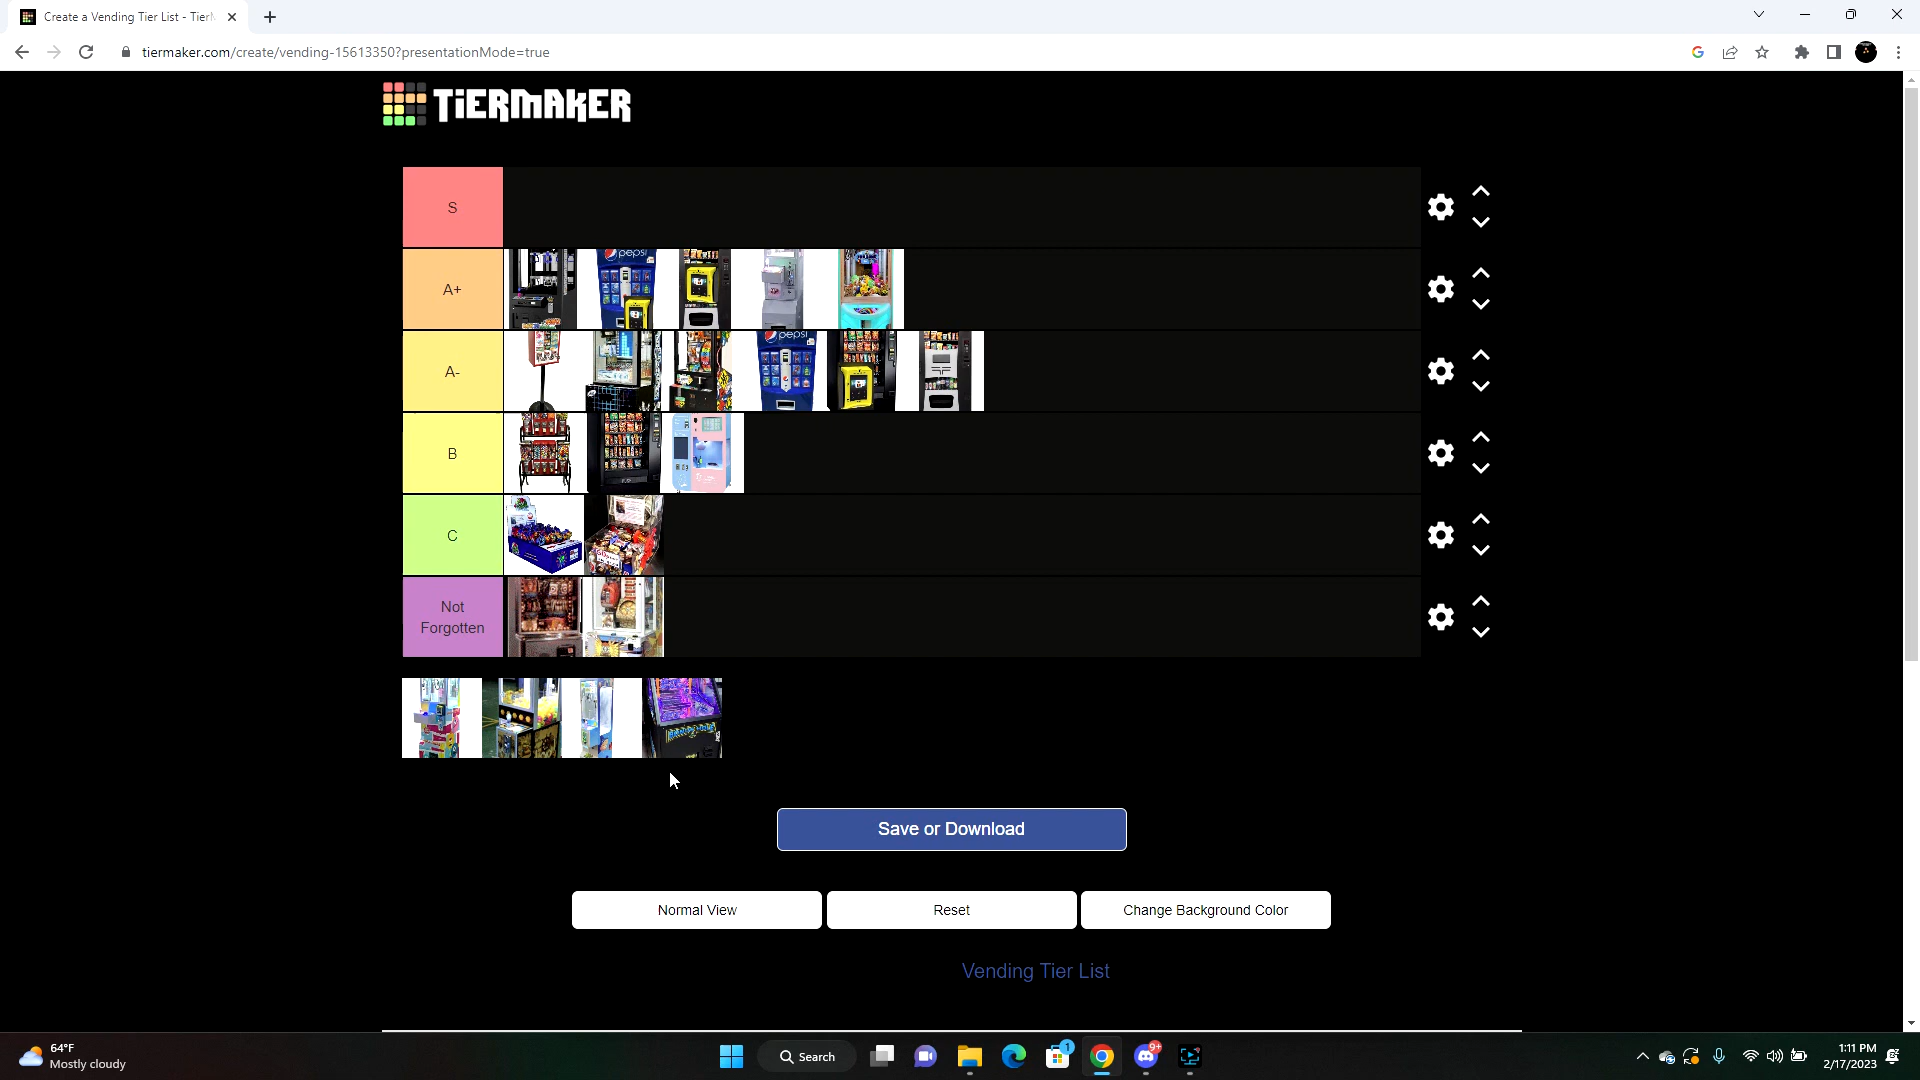 Create a Vending Tier List - Tier
tiermaker.com/create/vending-15613350?presentationMode=true
TiERMAKER
S
A+
pepsi
A-
pepsi
B
C
Not
Forgotten
Save or Download
Normal View
Reset
Change Background Color
Vending Tier List
64°F
Mostly cloudy
Search
1
9+
1:11 PM
2/17/2023